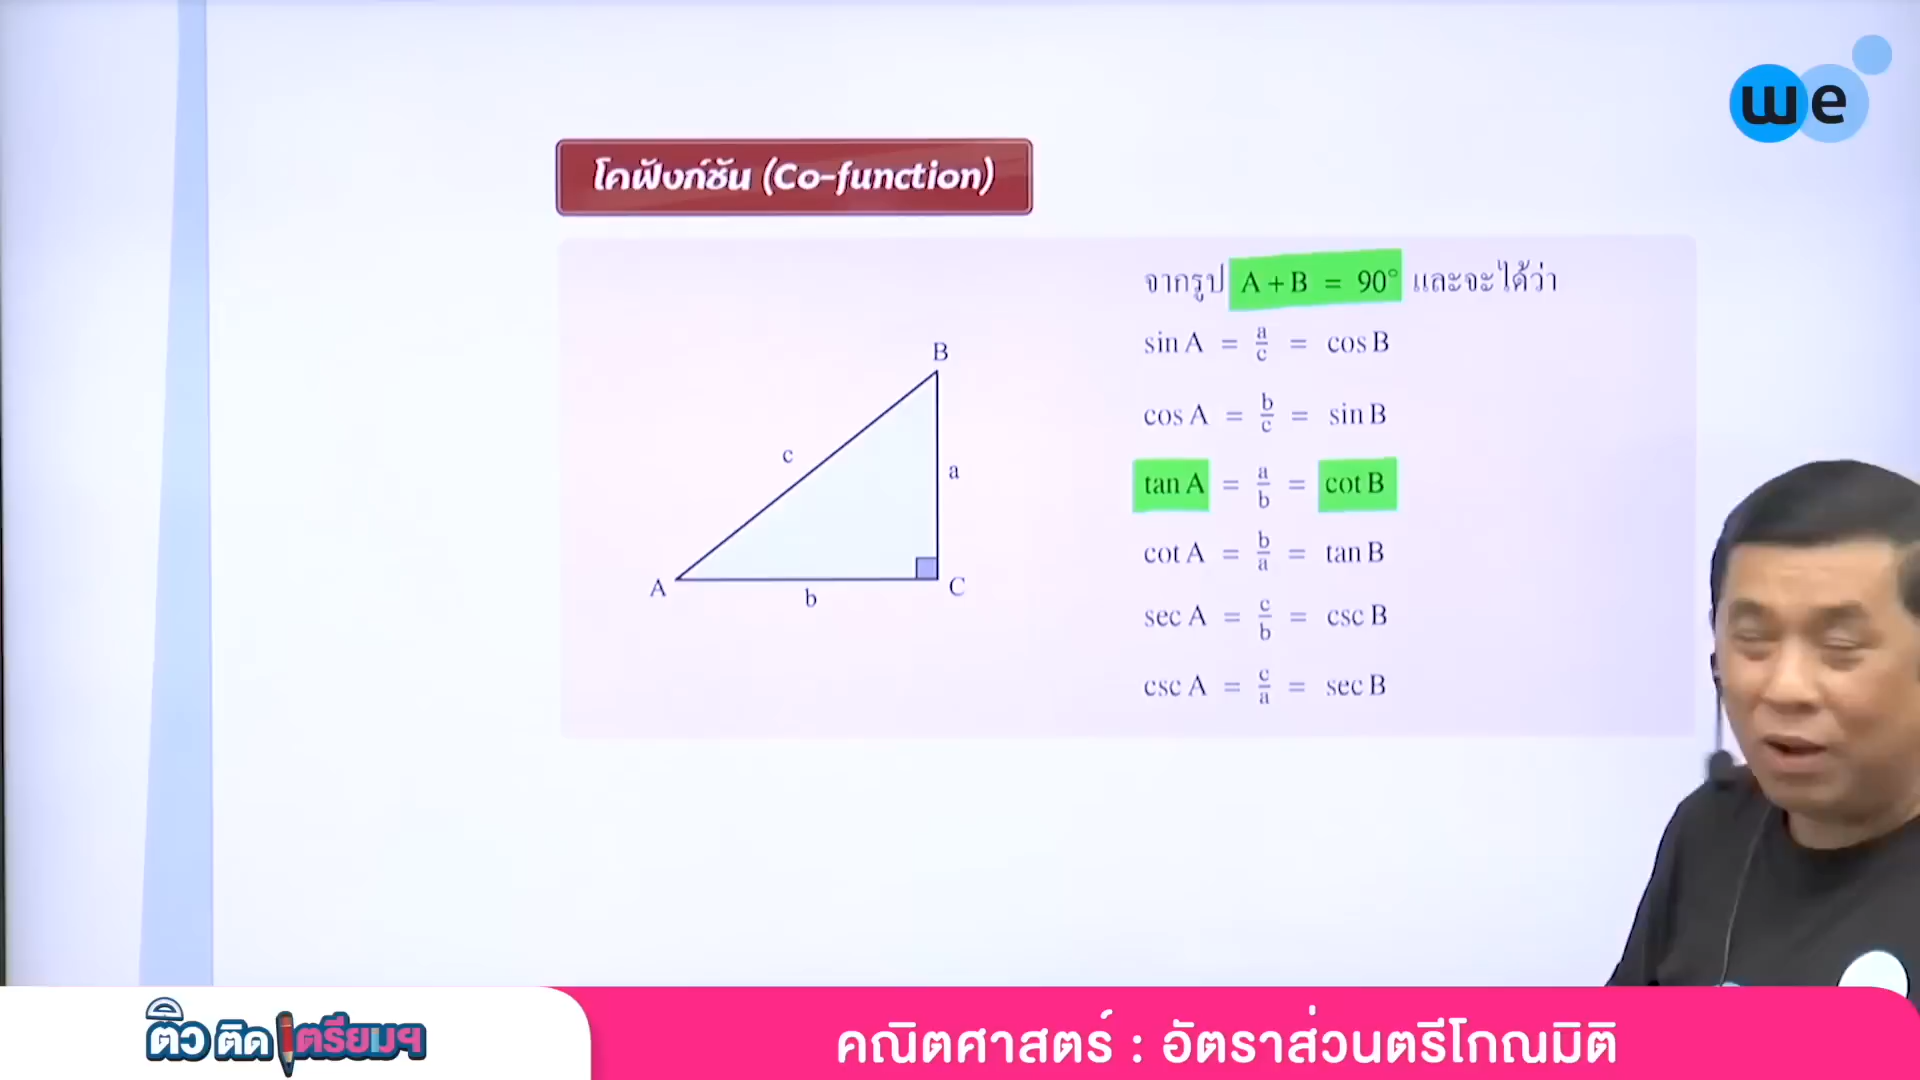 we
โคฟังก์ชัน (Co-function)
จากรูป A + B = 90° และจะได้ว่า
sin A = a/c = cos B
cos A = b/c = sin B
tan A = a/b = cot B
cot A = b/a = tan B
sec A = c/b = csc B
csc A = c/a = sec B
B
c
a
A
b
C
ติว ติด เตรียมฯ
คณิตศาสตร์ : อัตราส่วนตรีโกณมิติ